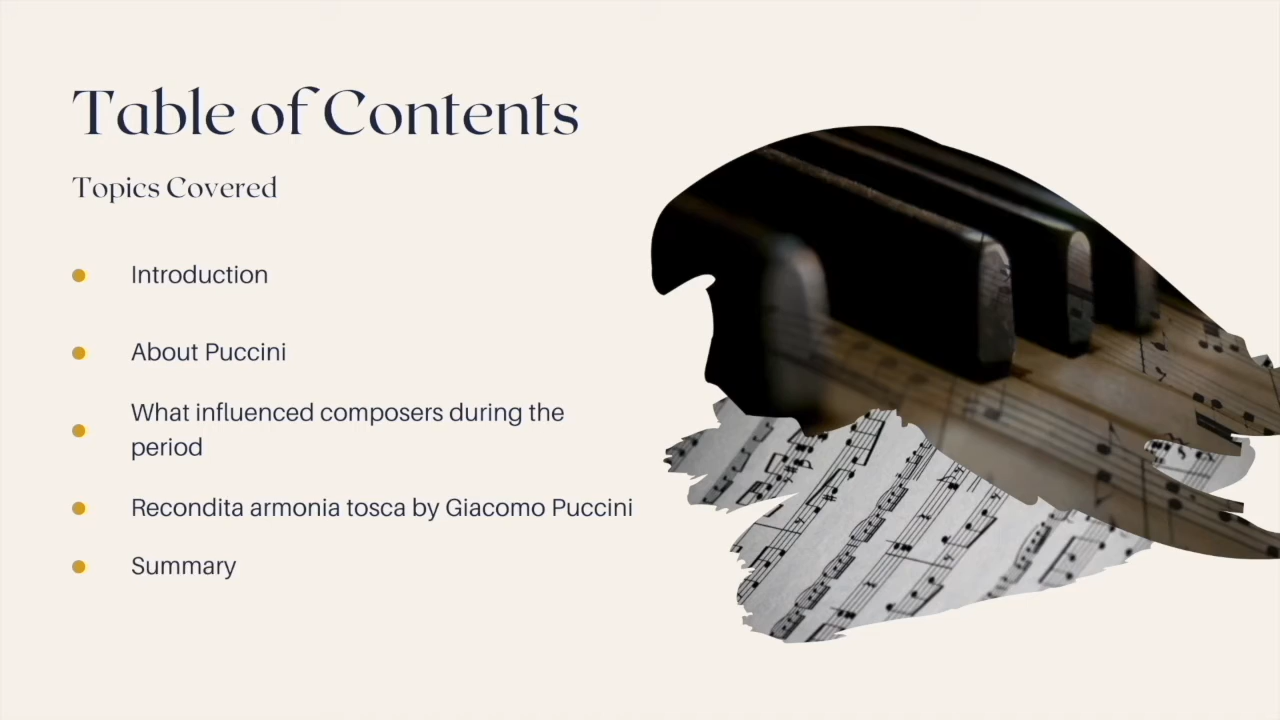 Table of Contents
Topics Covered
Introduction
About Puccini
What influenced composers during the
period
Recondita armonia tosca by Giacomo Puccini
Summary